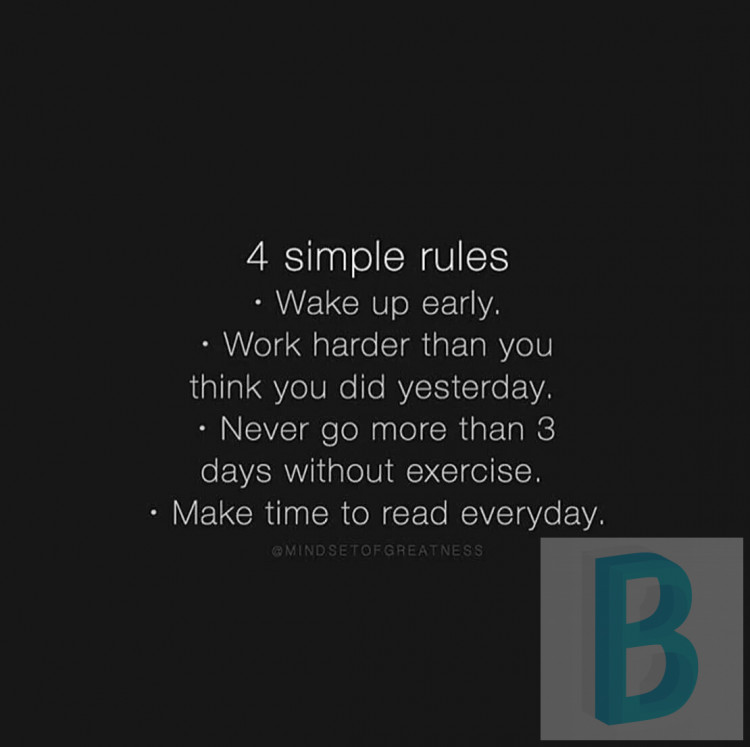 4 simple rules
• Wake up early.
• Work harder than you
think you did yesterday.
• Never go more than 3
days without exercise.
• Make time to read everyday.
@MINDSETOFGREATNESS
B